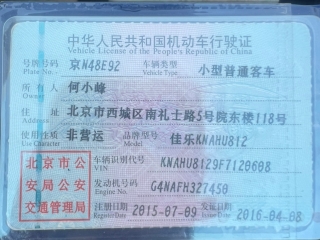 中华人民共和国机动车行驶证
Vehicle License of the People's Republic of China
号牌号码 京N48E92 车辆类型 小型普通客车
Plate No. Vehicle Type
所有人 何小峰
Owner
住址 北京市西城区南礼士路5号院东楼118号
Address
使用性质 非营运 品牌型号 佳乐KNAHU812
Use Character Model
北京市公 车辆识别代号 KNAHU8129F7120608
VIN
安局公安 发动机号码 G4NAFH327450
Engine No.
交通管理局 注册日期 2015-07-09 发证日期 2016-04-08
Register Date Issue Date